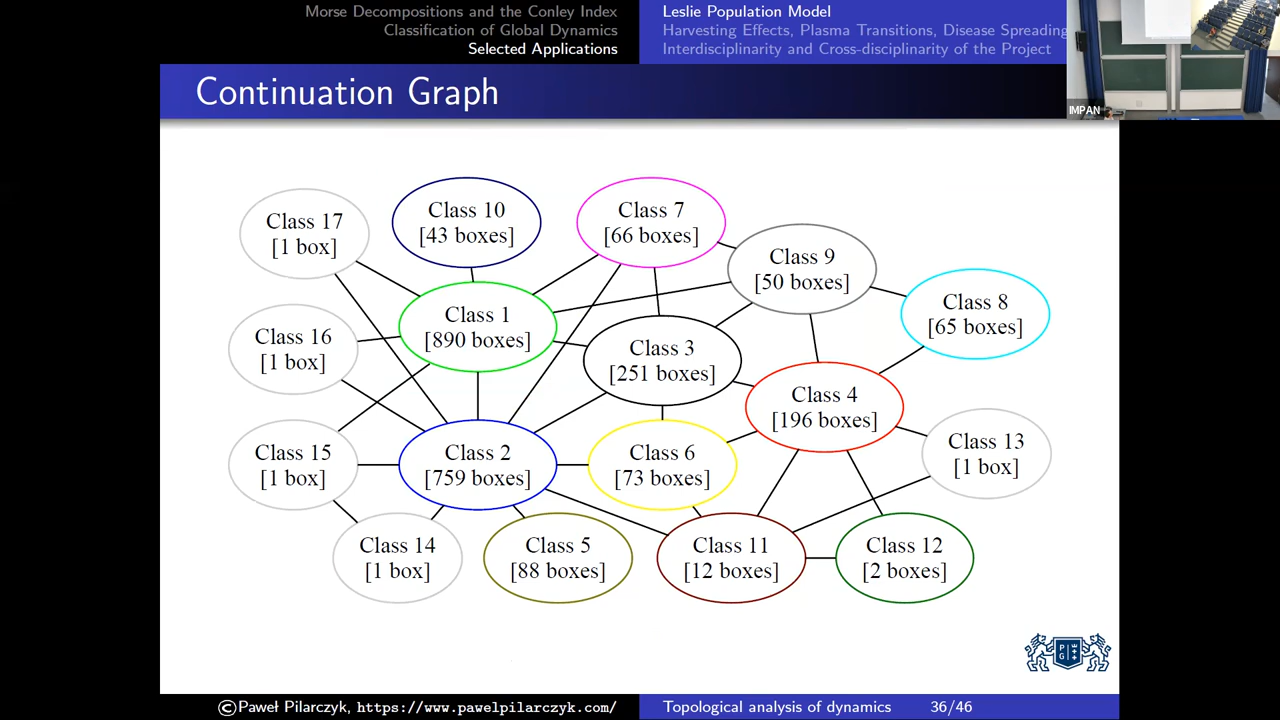 Morse Decompositions and the Conley Index
Classification of Global Dynamics
Selected Applications
Leslie Population Model
Harvesting Effects, Plasma Transitions, Disease Spreading
Interdisciplinarity and Cross-disciplinarity of the Project
IMPAN
Continuation Graph
Class 17
[1 box]
Class 10
[43 boxes]
Class 7
[66 boxes]
Class 9
[50 boxes]
Class 8
[65 boxes]
Class 1
[890 boxes]
Class 16
[1 box]
Class 3
[251 boxes]
Class 4
[196 boxes]
Class 15
[1 box]
Class 2
[759 boxes]
Class 6
[73 boxes]
Class 13
[1 box]
Class 14
[1 box]
Class 5
[88 boxes]
Class 11
[12 boxes]
Class 12
[2 boxes]
P
G
©Paweł Pilarczyk, https://www.pawelpilarczyk.com/
Topological analysis of dynamics
36/46